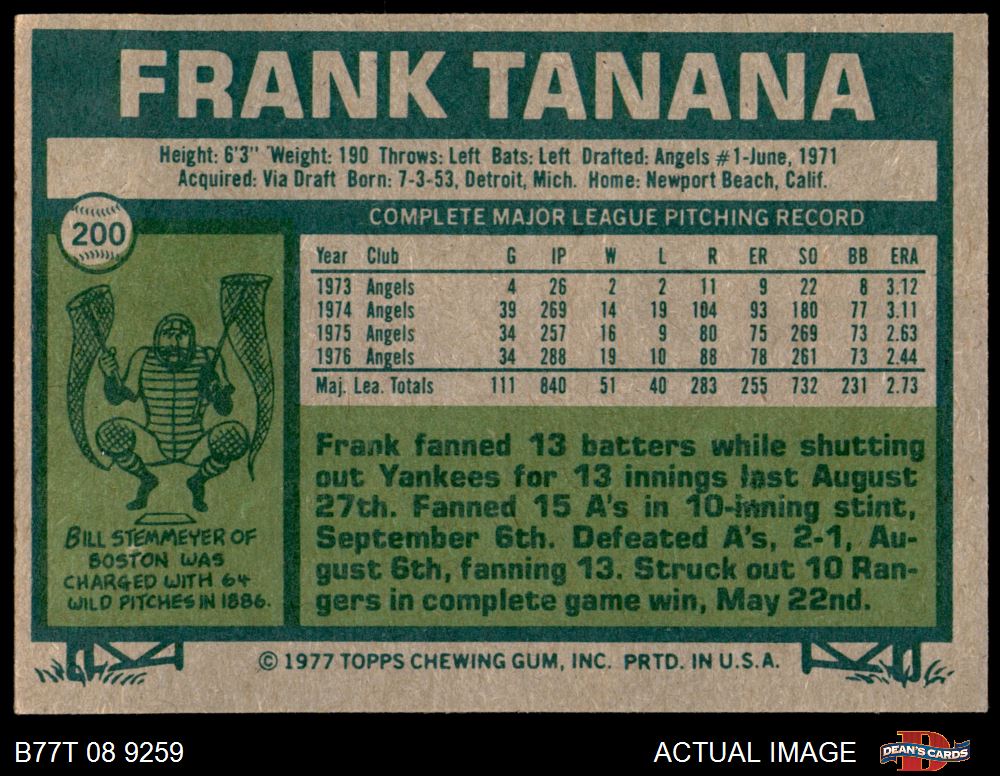 FRANK TANANA
Height: 6'3" Weight: 190 Throws: Left Bats: Left Drafted: Angels #1-June, 1971
Acquired: Via Draft Born: 7-3-53, Detroit, Mich. Home: Newport Beach, Calif.
200
COMPLETE MAJOR LEAGUE PITCHING RECORD
Year Club G IP W L R ER SO BB ERA
1973 Angels 4 26 2 2 11 9 22 8 3.12
1974 Angels 39 269 14 19 104 93 180 77 3.11
1975 Angels 34 257 16 9 80 75 269 73 2.63
1976 Angels 34 288 19 10 88 78 261 73 2.44
Maj. Lea. Totals 111 840 51 40 283 255 732 231 2.73
BILL STEMMEYER OF
BOSTON WAS
CHARGED WITH 64
WILD PITCHES IN 1886.
Frank fanned 13 batters while shutting
out Yankees for 13 innings last August
27th. Fanned 15 A's in 10-inning stint,
September 6th. Defeated A's, 2-1, Au-
gust 6th, fanning 13. Struck out 10 Ran-
gers in complete game win, May 22nd.
© 1977 TOPPS CHEWING GUM, INC. PRTD. IN U.S.A.
B77T 08 9259
ACTUAL IMAGE
D
DEAN'S CARDS